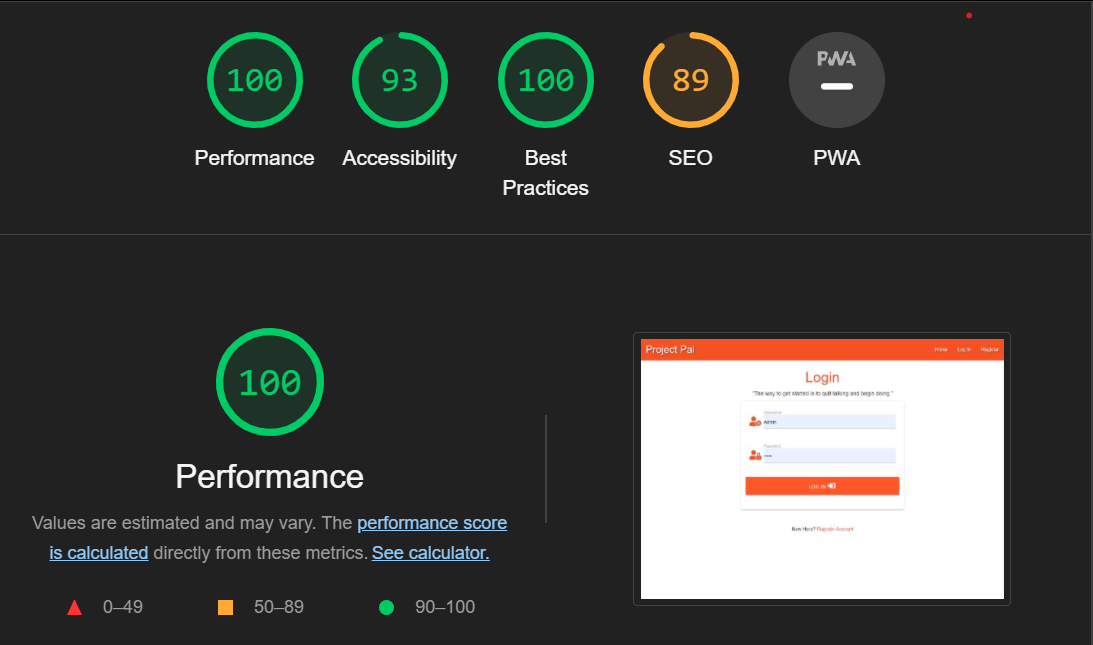 100
93
100
89
PWA
Performance
Accessibility
Best
Practices
SEO
PWA
100
Performance
Values are estimated and may vary. The performance score
is calculated directly from these metrics. See calculator.
0–49
50–89
90–100
Project Pal
Home
Log In
Register
Login
"The way to get started is to quit talking and begin doing."
Username
Admin
Password
LOG IN
New Here? Register Account